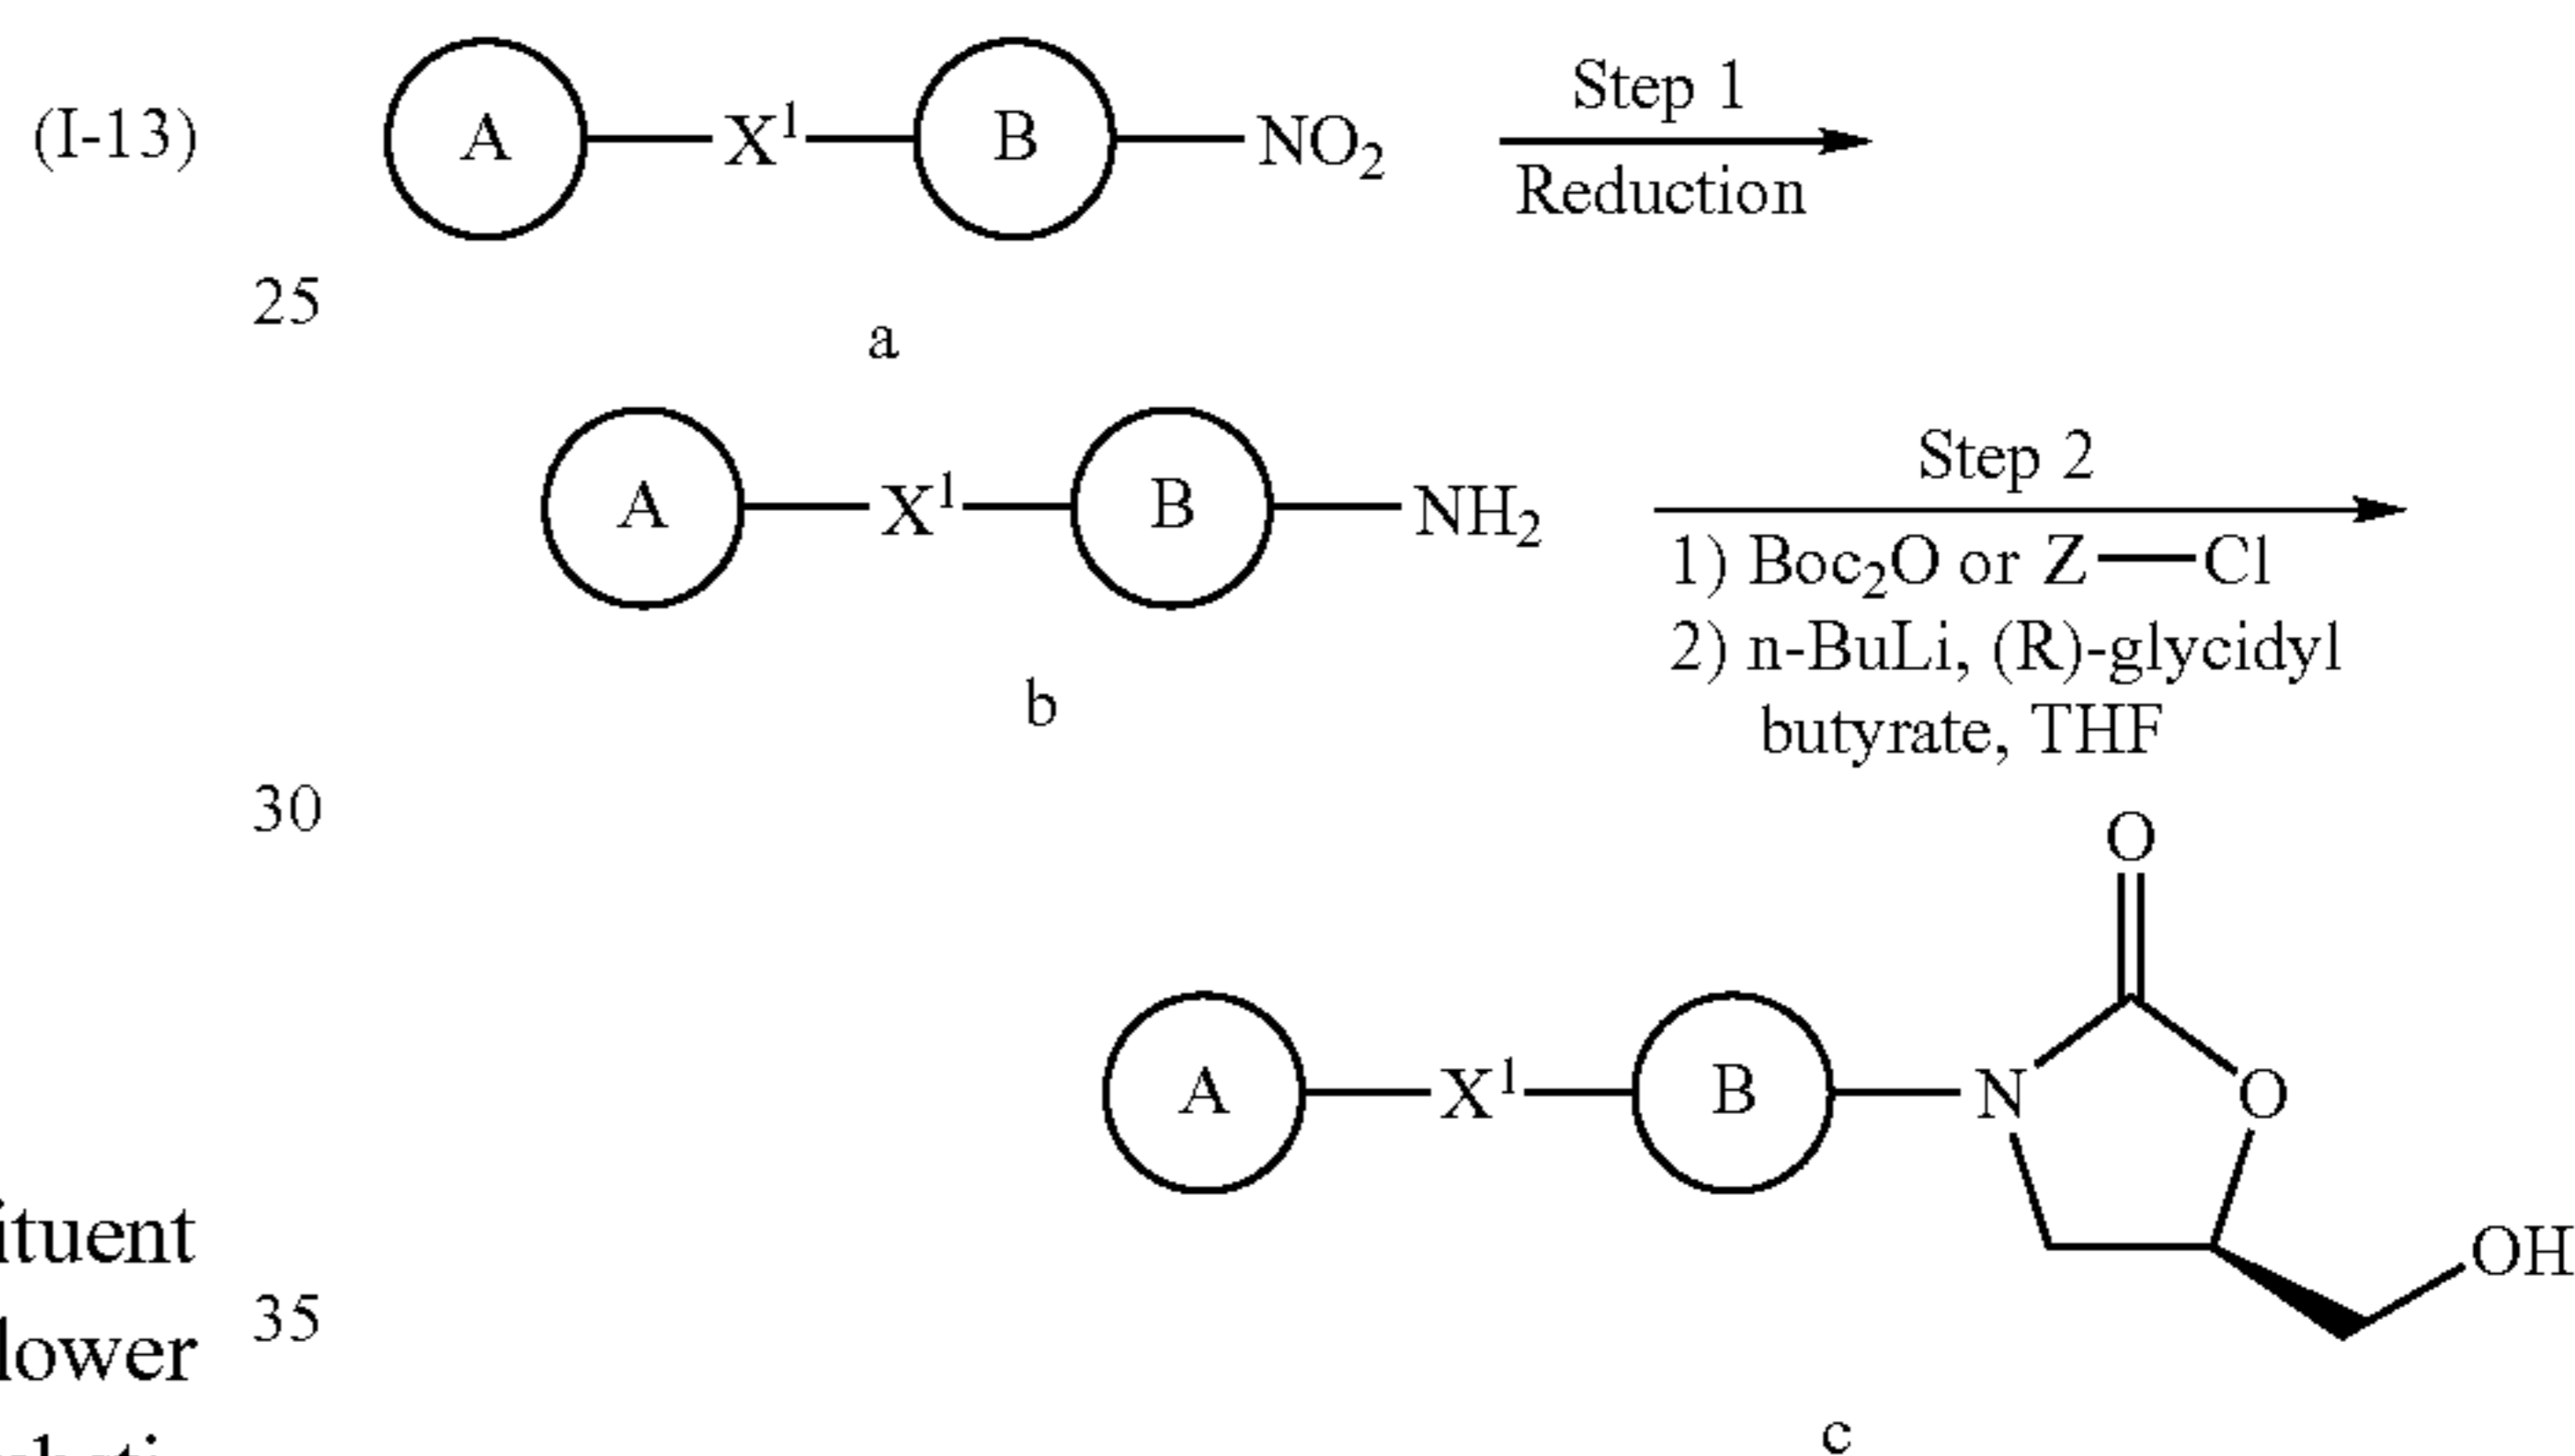 Step 1
(I-13) A X¹ B NO₂
Reduction
25
a
A X¹ B NH₂
Step 2
1) Boc₂O or Z—Cl
2) n-BuLi, (R)-glycidyl
butyrate, THF
b
30
O
A X¹ B N O
OH
ituent
35
lower
c